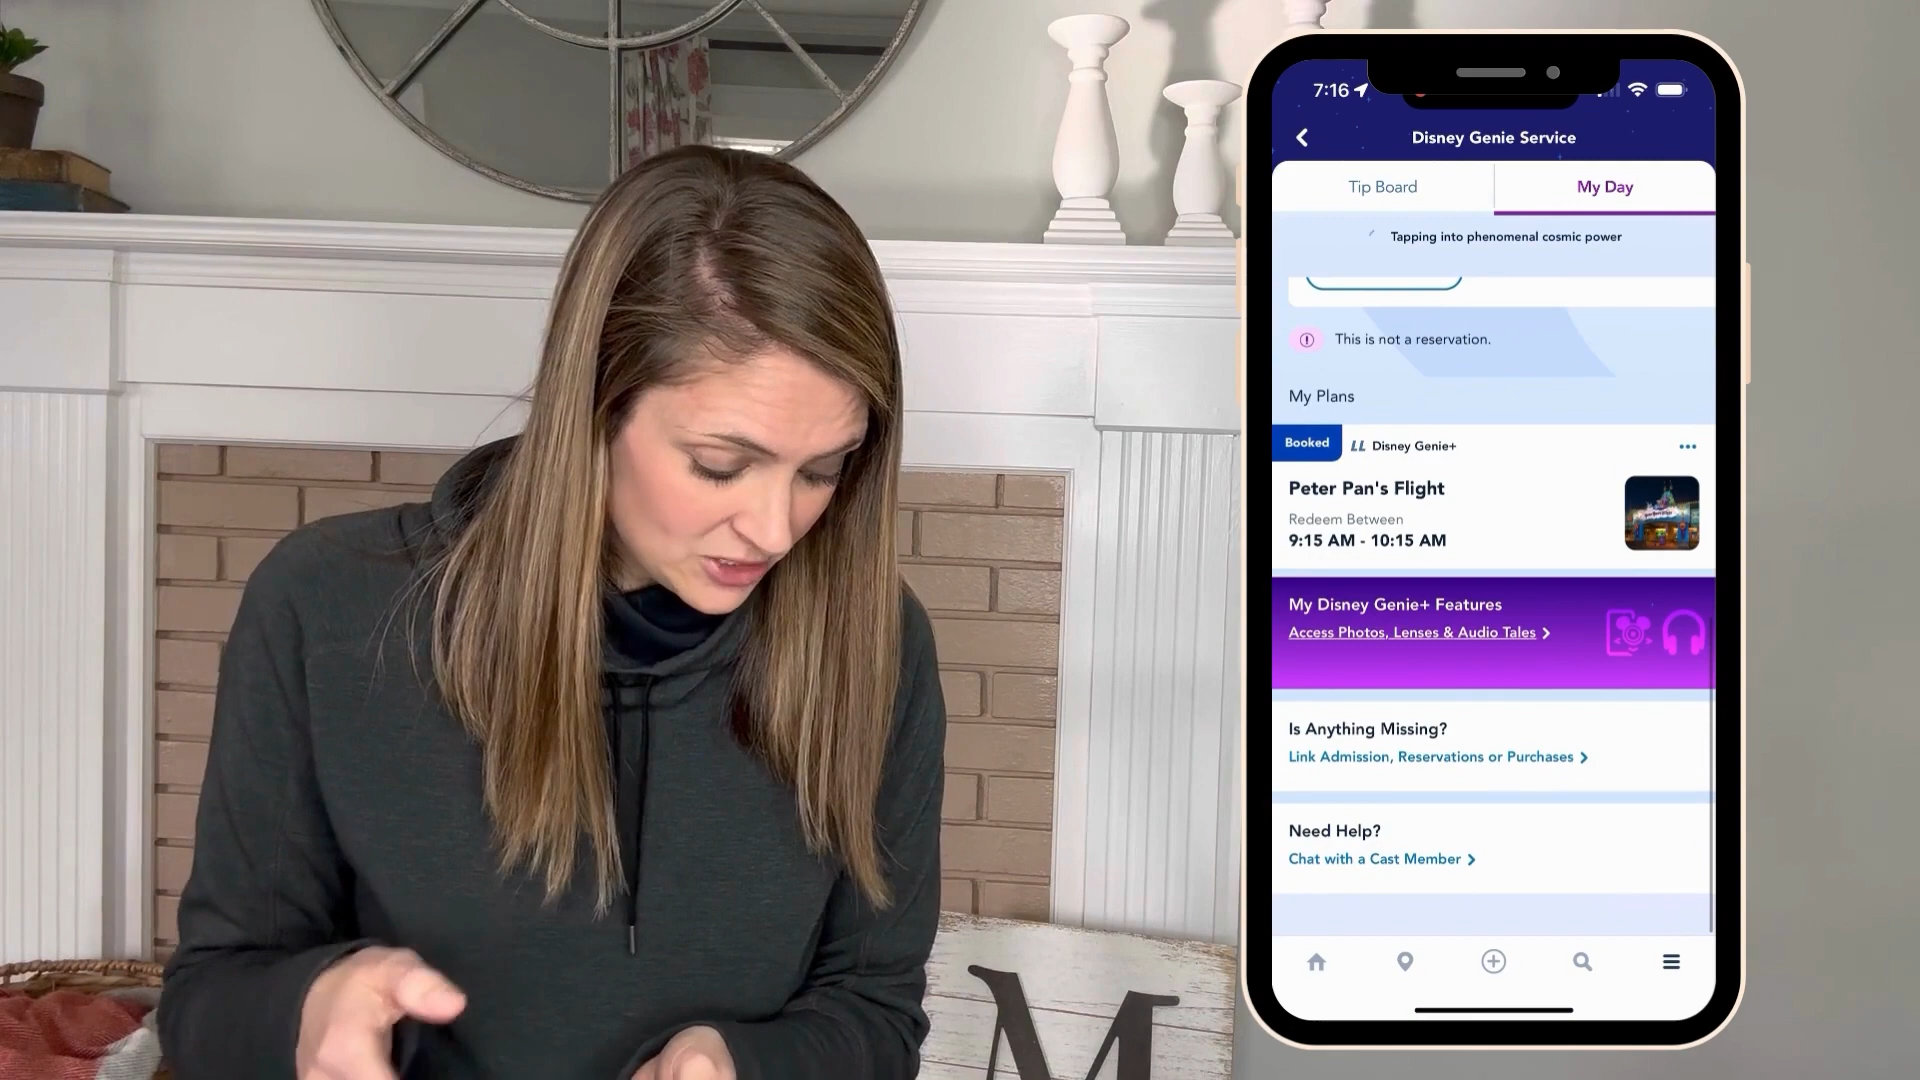 7:16
Disney Genie Service
Tip Board
My Day
Tapping into phenomenal cosmic power
This is not a reservation.
My Plans
Booked
LL Disney Genie+
Peter Pan's Flight
Redeem Between
9:15 AM - 10:15 AM
My Disney Genie+ Features
Access Photos, Lenses & Audio Tales
Is Anything Missing?
Link Admission, Reservations or Purchases
Need Help?
Chat with a Cast Member
M